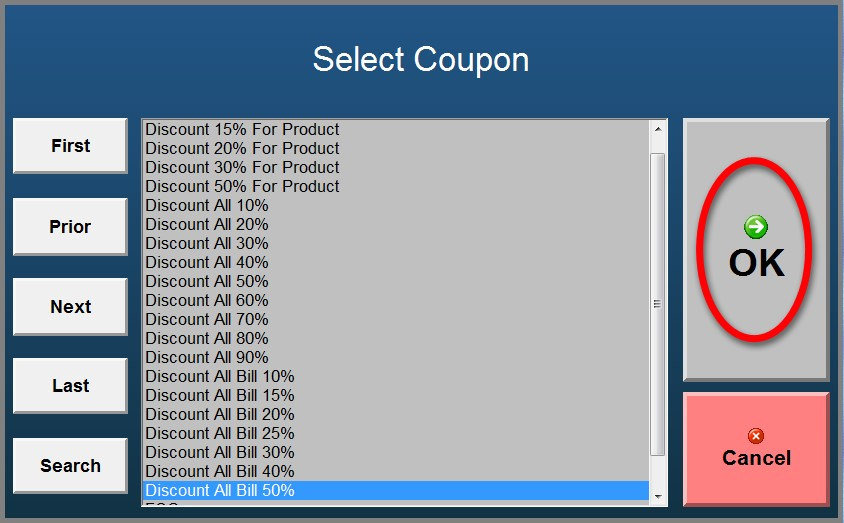 Select Coupon
First
Prior
Next
Last
Search
Discount 15% For Product
Discount 20% For Product
Discount 30% For Product
Discount 50% For Product
Discount All 10%
Discount All 20%
Discount All 30%
Discount All 40%
Discount All 50%
Discount All 60%
Discount All 70%
Discount All 80%
Discount All 90%
Discount All Bill 10%
Discount All Bill 15%
Discount All Bill 20%
Discount All Bill 25%
Discount All Bill 30%
Discount All Bill 40%
Discount All Bill 50%
OK
Cancel